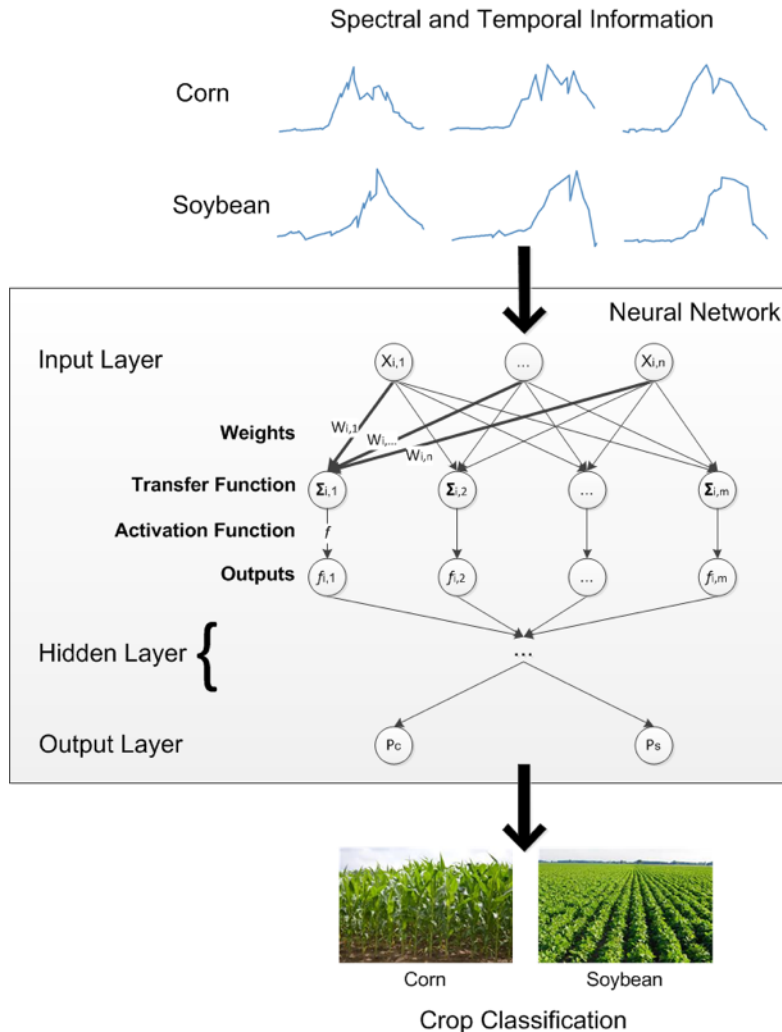 Spectral and Temporal Information
Corn
Soybean
Neural Network
Input Layer
Xi,1 ... Xi,n
Weights
Wi,1
Wi,...
Wi,n
Transfer Function
Σi,1 Σi,2 ... Σi,m
Activation Function
f
Outputs
fi,1 fi,2 ... fi,m
Hidden Layer {
...
Output Layer
Pc Ps
Corn Soybean
Crop Classification